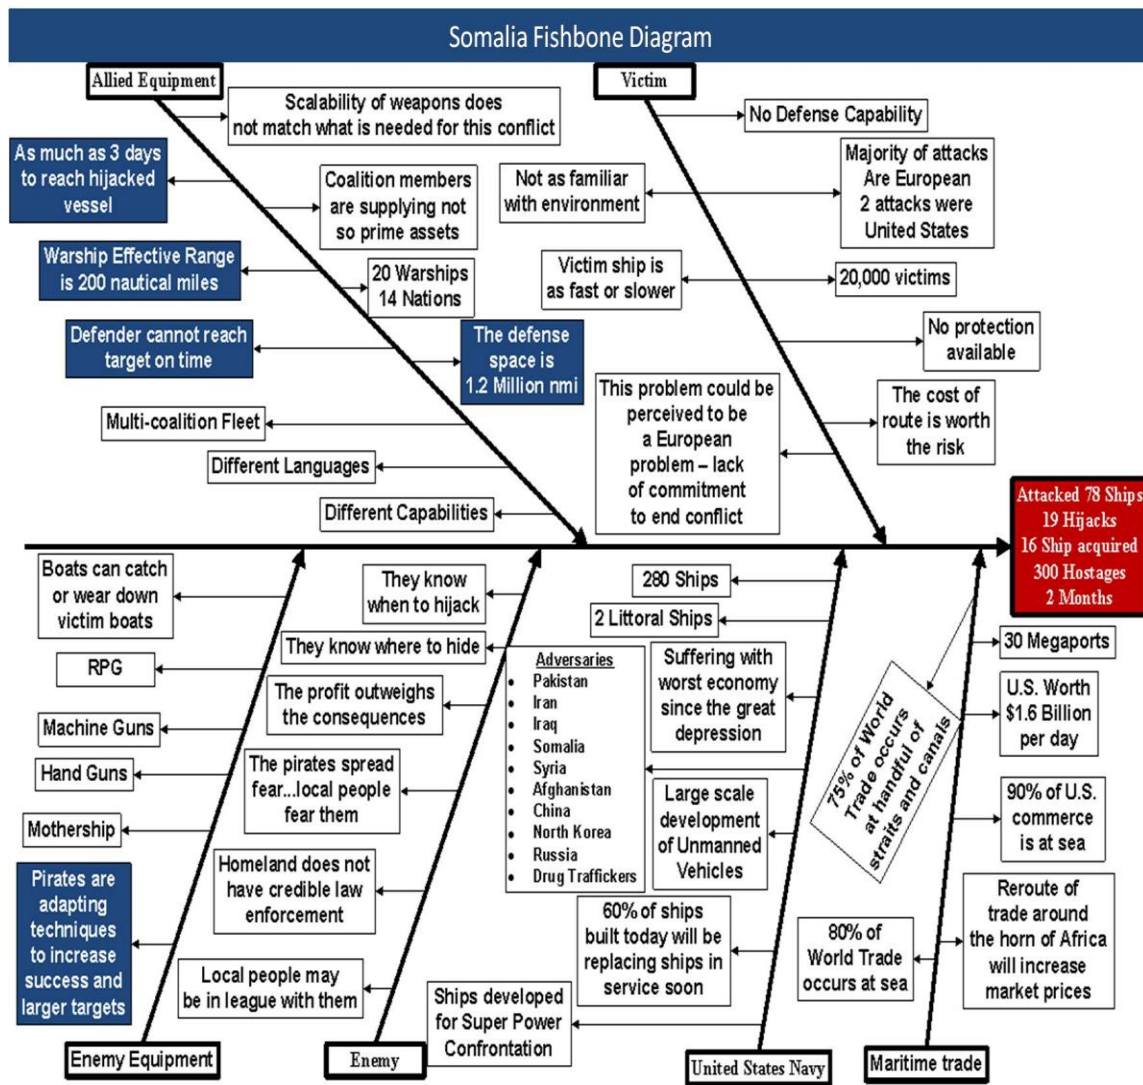 Somalia Fishbone Diagram
Allied Equipment
Scalability of weapons does
not match what is needed for this conflict
As much as 3 days
to reach hijacked
vessel
Coalition members
are supplying not
so prime assets
Warship Effective Range
is 200 nautical miles
20 Warships
14 Nations
Defender cannot reach
target on time
The defense
space is
1.2 Million nmi
Multi-coalition Fleet
Different Languages
Different Capabilities
Victim
No Defense Capability
Not as familiar
with environment
Majority of attacks
Are European
2 attacks were
United States
Victim ship is
as fast or slower
20,000 victims
No protection
available
This problem could be
perceived to be
a European
problem – lack
of commitment
to end conflict
The cost of
route is worth
the risk
Attacked 78 Ships
19 Hijacks
16 Ship acquired
300 Hostages
2 Months
Boats can catch
or wear down
victim boats
RPG
Machine Guns
Hand Guns
Mothership
Pirates are
adapting
techniques
to increase
success and
larger targets
Enemy Equipment
They know
when to hijack
They know where to hide
The profit outweighs
the consequences
The pirates spread
fear...local people
fear them
Homeland does not
have credible law
enforcement
Local people may
be in league with them
Enemy
280 Ships
2 Littoral Ships
Suffering with
worst economy
since the great
depression
Adversaries
• Pakistan
• Iran
• Iraq
• Somalia
• Syria
• Afghanistan
• China
• North Korea
• Russia
• Drug Traffickers
Large scale
development
of Unmanned
Vehicles
60% of ships
built today will be
replacing ships in
service soon
Ships developed
for Super Power
Confrontation
United States Navy
30 Megaports
75% of World
Trade occurs
at handful of
straits and canals
U.S. Worth
$1.6 Billion
per day
90% of U.S.
commerce
is at sea
80% of
World Trade
occurs at sea
Reroute of
trade around
the horn of Africa
will increase
market prices
Maritime trade